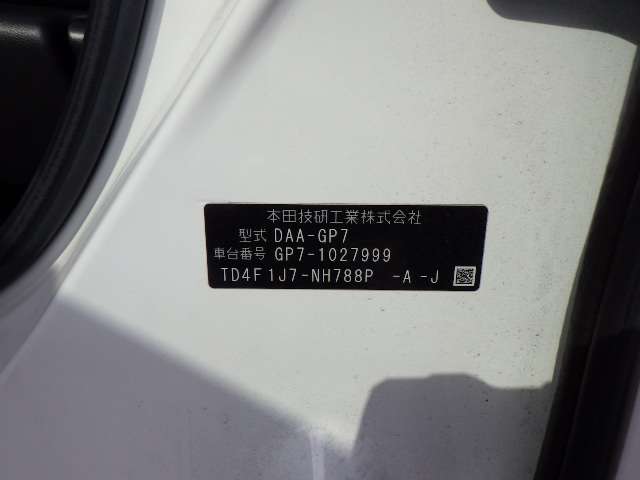 本田技研工業株式会社
型式 DAA-GP7
車台番号 GP7-1027999
TD4F1J7-NH788P -A -J